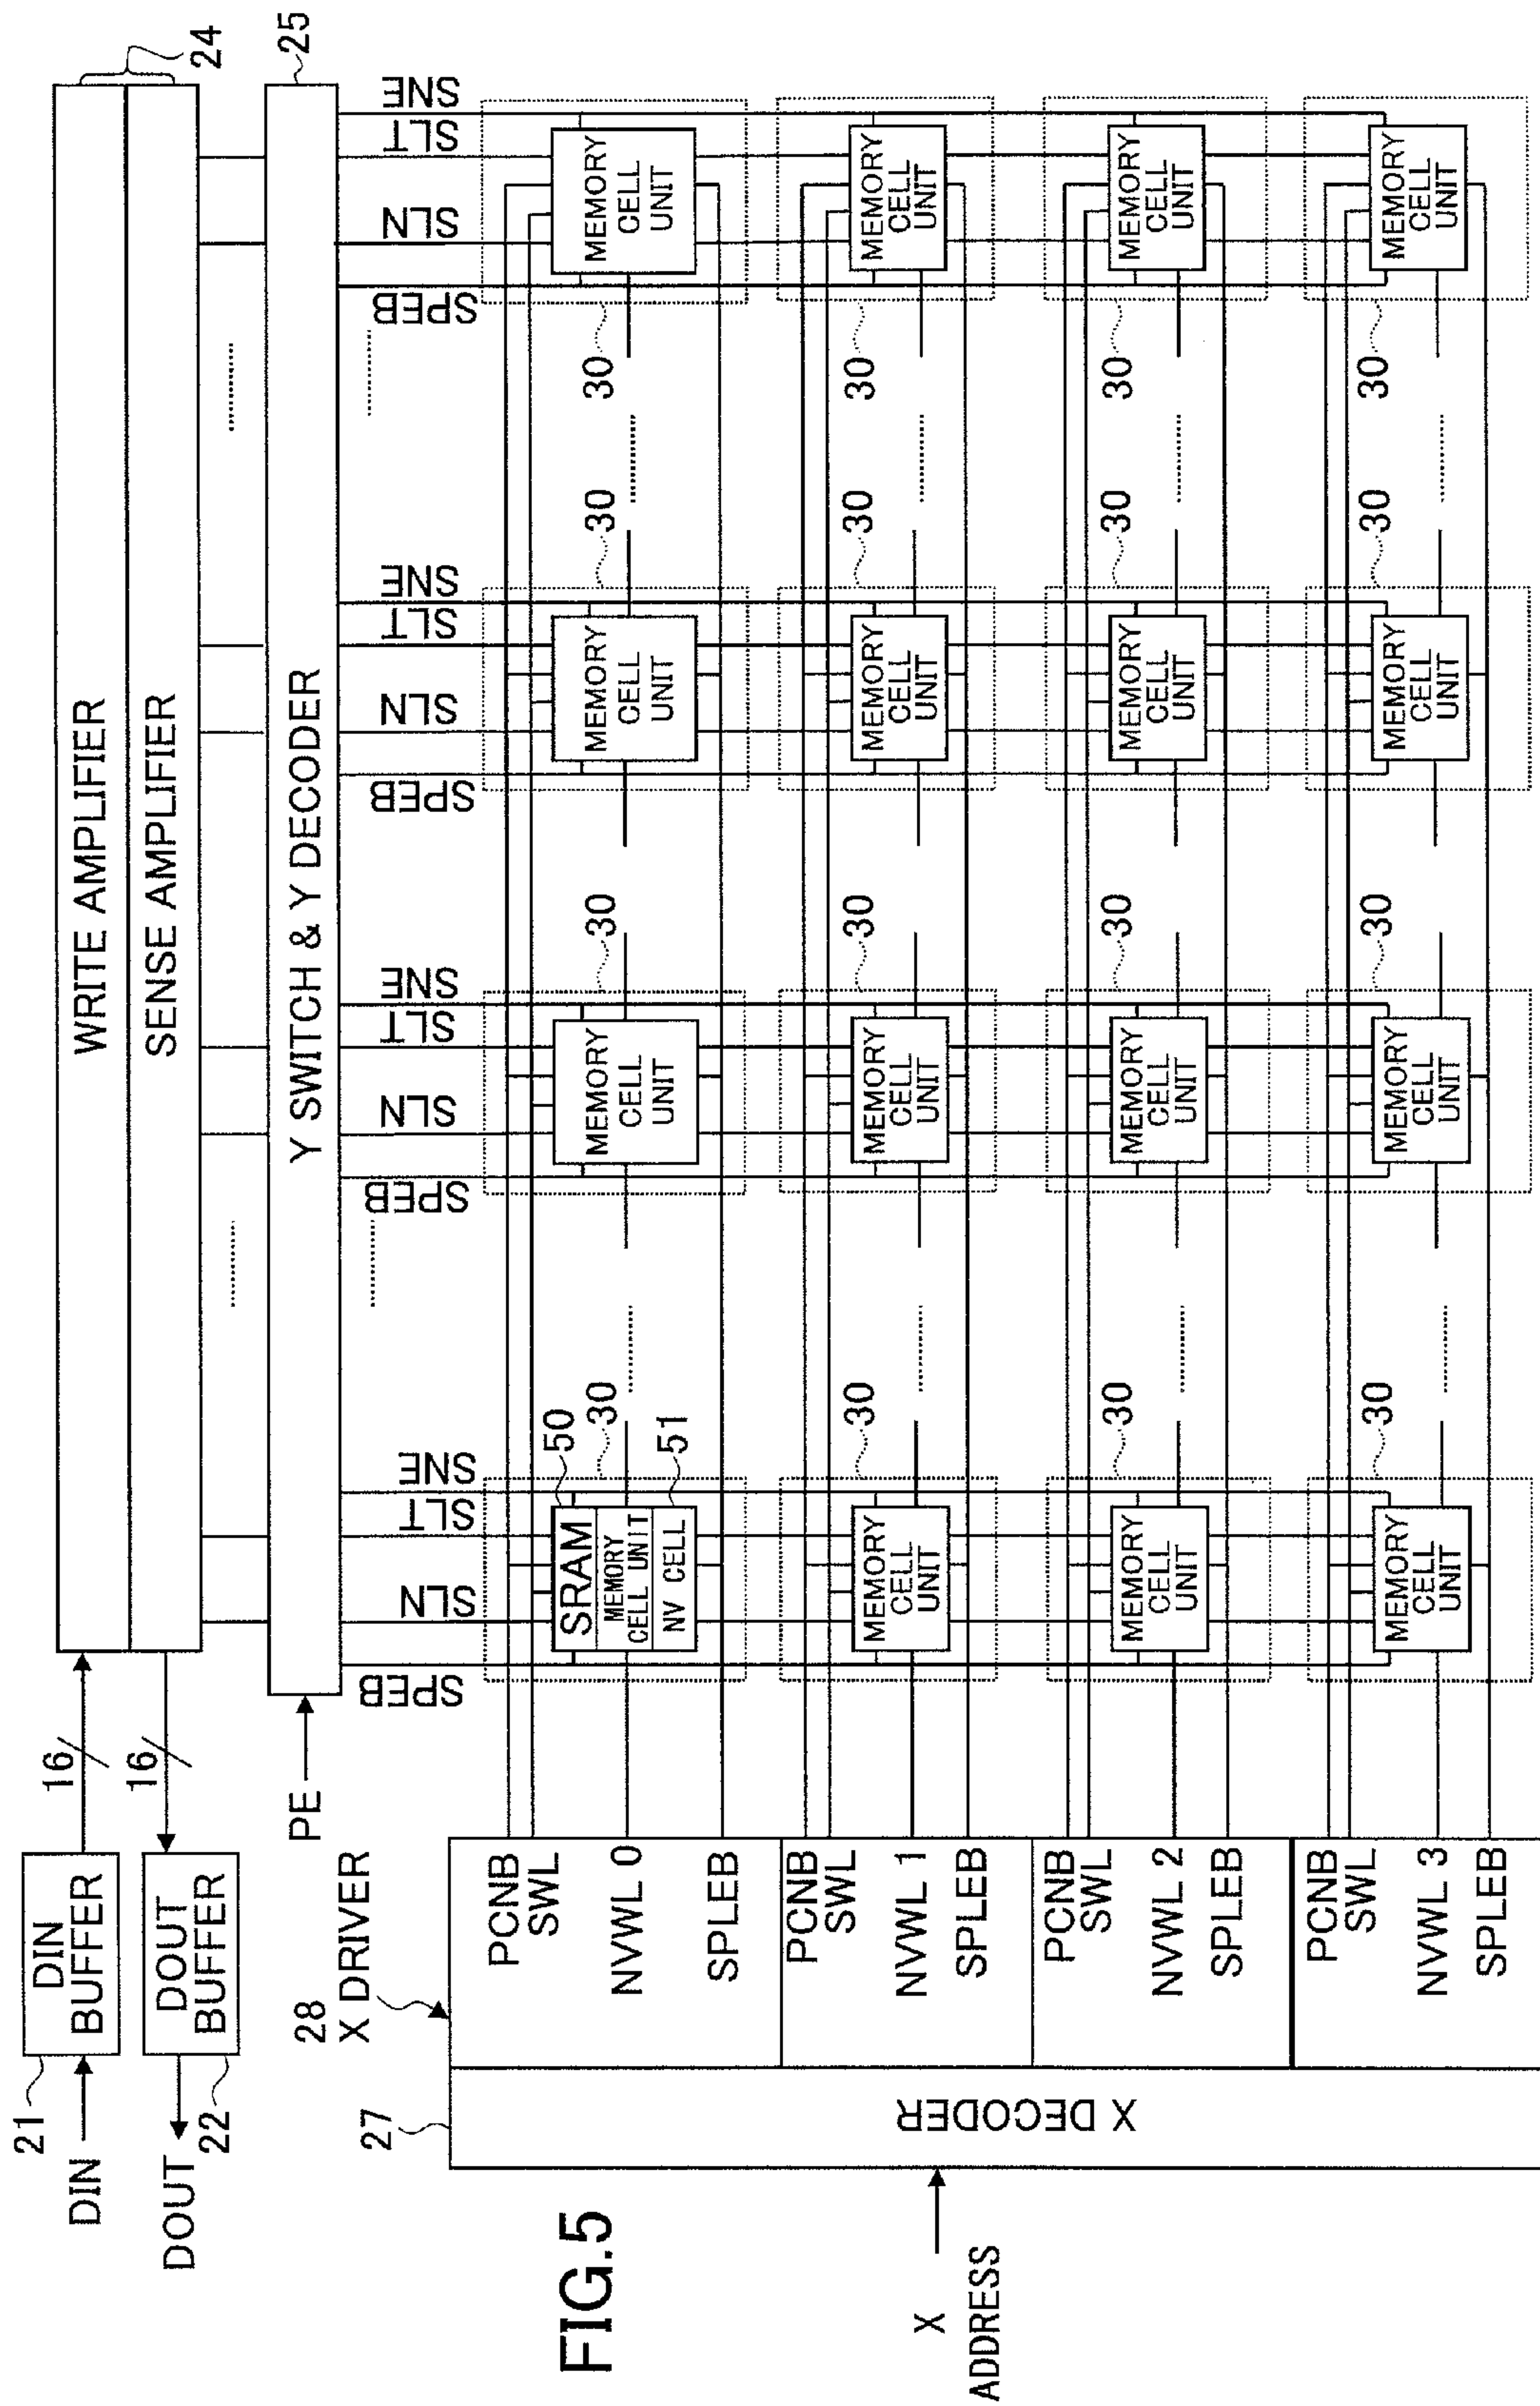 FIG.5
DIN
21
DIN
BUFFER
16
WRITE AMPLIFIER
24
DOUT
22
DOUT
BUFFER
16
SENSE AMPLIFIER
PE
Y SWITCH & Y DECODER
25
28
X DRIVER
27
X DECODER
X
ADDRESS
SPEB
SLN
SLT
SNE
SPEB
SLN
SLT
SNE
SPEB
SLN
SLT
SNE
SPEB
SLN
SLT
SNE
PCNB
SWL
NVWL 0
SPLEB
SRAM
MEMORY
CELL UNIT
NV CELL
50
30
51
MEMORY
CELL
UNIT
30
MEMORY
CELL
UNIT
30
MEMORY
CELL
UNIT
30
PCNB
SWL
NVWL 1
SPLEB
MEMORY
CELL
UNIT
30
MEMORY
CELL
UNIT
30
MEMORY
CELL
UNIT
30
MEMORY
CELL
UNIT
30
PCNB
SWL
NVWL 2
SPLEB
MEMORY
CELL
UNIT
30
MEMORY
CELL
UNIT
30
MEMORY
CELL
UNIT
30
MEMORY
CELL
UNIT
30
PCNB
SWL
NVWL 3
SPLEB
MEMORY
CELL
UNIT
30
MEMORY
CELL
UNIT
30
MEMORY
CELL
UNIT
30
MEMORY
CELL
UNIT
30